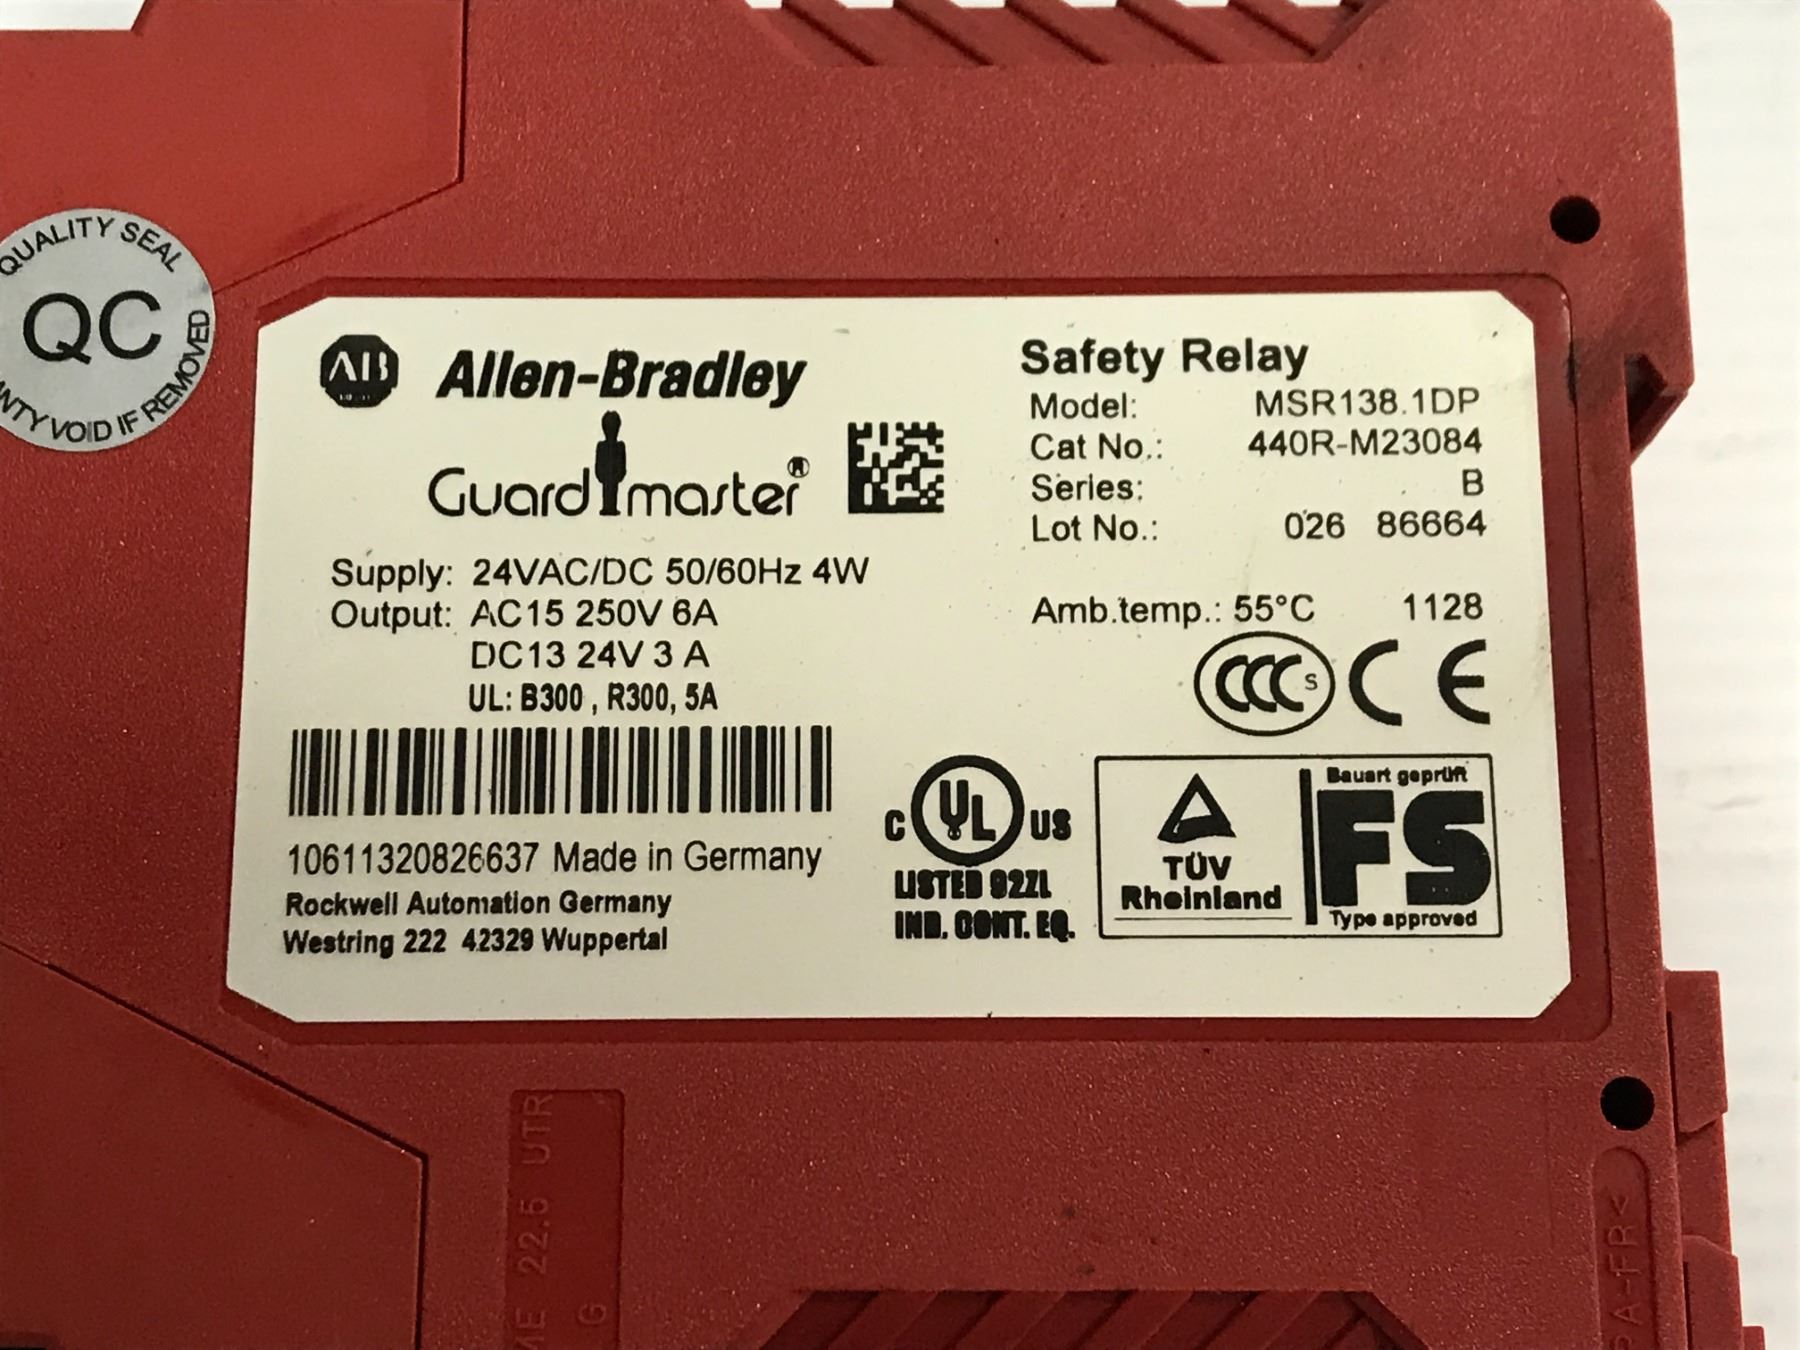 QUALITY SEAL
QC
VOID IF REMOVED
AB
Allen-Bradley
Guardmaster®
Safety Relay
Model: MSR138.1DP
Cat No.: 440R-M23084
Series: B
Lot No.: 026 86664
Supply: 24VAC/DC 50/60Hz 4W
Output: AC15 250V 6A
DC13 24V 3 A
UL: B300 , R300, 5A
Amb.temp.: 55°C 1128
CCC S CE
10611320826637 Made in Germany
Rockwell Automation Germany
Westring 222 42329 Wuppertal
C UL US
LISTED 92ZL
IND. CONT. EQ.
TÜV
Rheinland
Bauart geprüft
FS
Type approved
ME 22.5 UTR
G
PA-FR<